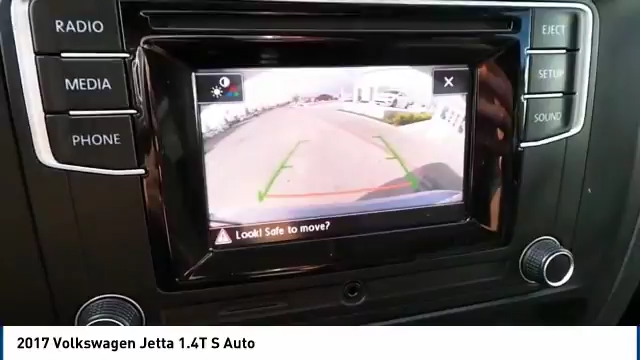 RADIO
EJECT
MEDIA
SETUP
PHONE
SOUND
X
Look! Safe to move?
2017 Volkswagen Jetta 1.4T S Auto